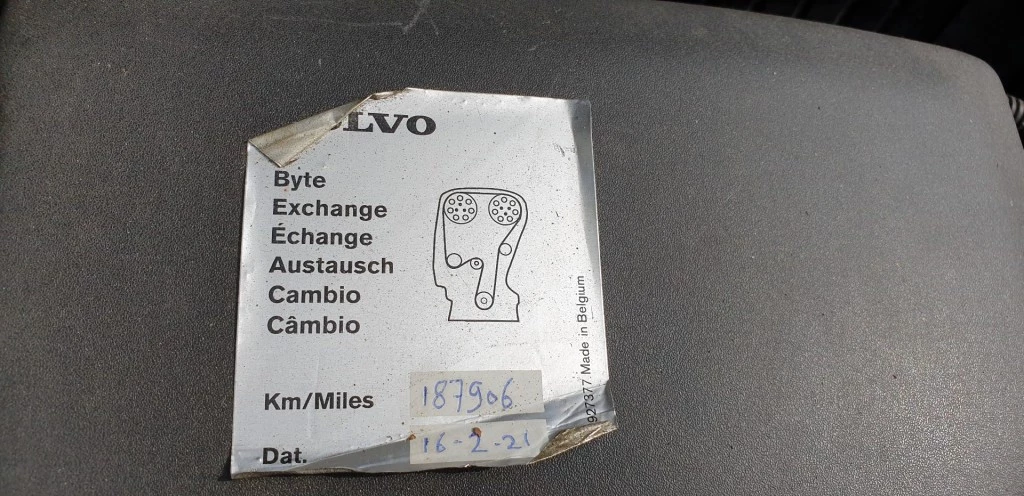 LVO
Byte
Exchange
Échange
Austausch
Cambio
Câmbio
Km/Miles 187906
Dat. 16-2-21
927377 Made in Belgium